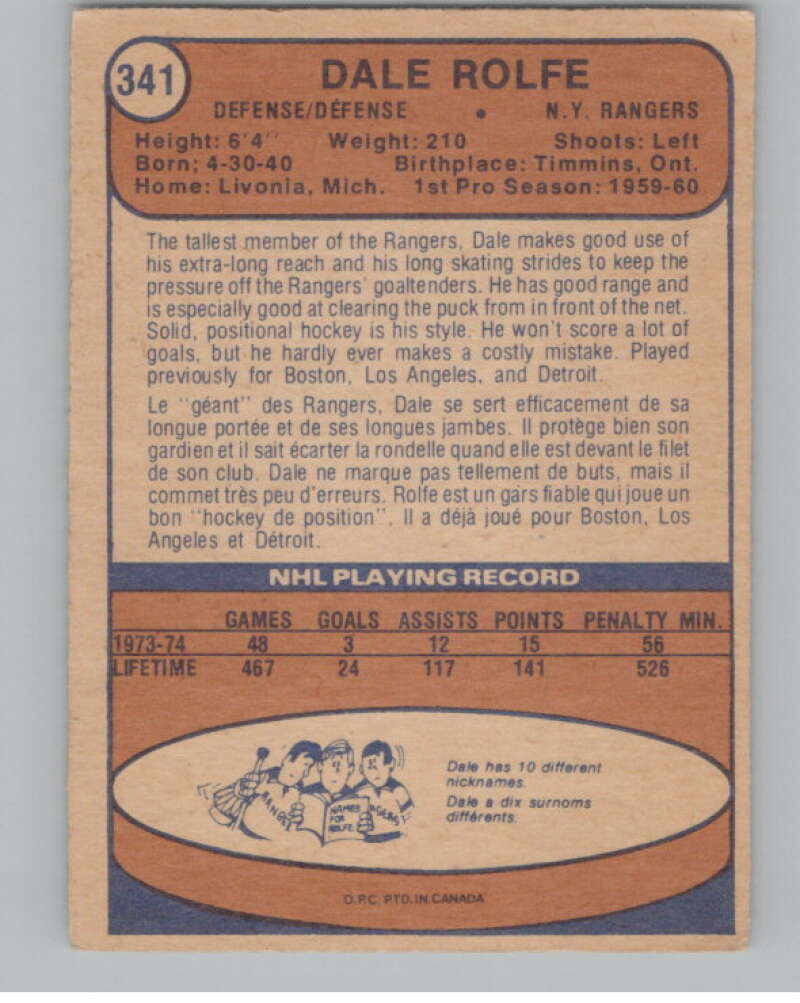 341
DALE ROLFE
DEFENSE/DÉFENSE • N.Y. RANGERS
Height: 6'4'' Weight: 210 Shoots: Left
Born; 4-30-40 Birthplace: Timmins, Ont.
Home: Livonia, Mich. 1st Pro Season: 1959-60
The tallest member of the Rangers, Dale makes good use of
his extra-long reach and his long skating strides to keep the
pressure off the Rangers' goaltenders. He has good range and
is especially good at clearing the puck from in front of the net.
Solid, positional hockey is his style. He won't score a lot of
goals, but he hardly ever makes a costly mistake. Played
previously for Boston, Los Angeles, and Detroit.
Le ''géant'' des Rangers, Dale se sert efficacement de sa
longue portée et de ses longues jambes. Il protège bien son
gardien et il sait écarter la rondelle quand elle est devant le filet
de son club. Dale ne marque pas tellement de buts, mais il
commet très peu d'erreurs. Rolfe est un gars fiable qui joue un
bon ''hockey de position''. Il a déjà joué pour Boston, Los
Angeles et Détroit.
NHL PLAYING RECORD
GAMES GOALS ASSISTS POINTS PENALTY MIN.
1973-74 48 3 12 15 56
LIFETIME 467 24 117 141 526
Dale has 10 different
nicknames.
Dale a dix surnoms
différents.
RANGE
NAMES
FOR
ROLFE
O.P.C. PTD. IN CANADA